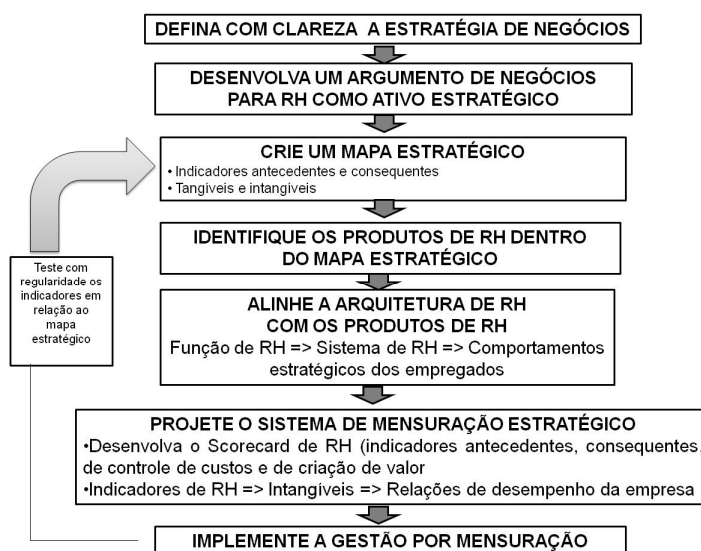 DEFINA COM CLAREZA A ESTRATÉGIA DE NEGÓCIOS
DESENVOLVA UM ARGUMENTO DE NEGÓCIOS
PARA RH COMO ATIVO ESTRATÉGICO
CRIE UM MAPA ESTRATÉGICO
• Indicadores antecedentes e consequentes
• Tangíveis e intangíveis
IDENTIFIQUE OS PRODUTOS DE RH DENTRO
DO MAPA ESTRATÉGICO
Teste com
regularidade os
indicadores em
relação ao
mapa
estratégico
ALINHE A ARQUITETURA DE RH
COM OS PRODUTOS DE RH
Função de RH => Sistema de RH => Comportamentos
estratégicos dos empregados
PROJETE O SISTEMA DE MENSURAÇÃO ESTRATÉGICO
•Desenvolva o Scorecard de RH (indicadores antecedentes, consequentes,
de controle de custos e de criação de valor
•Indicadores de RH => Intangíveis => Relações de desempenho da empresa
IMPLEMENTE A GESTÃO POR MENSURAÇÃO